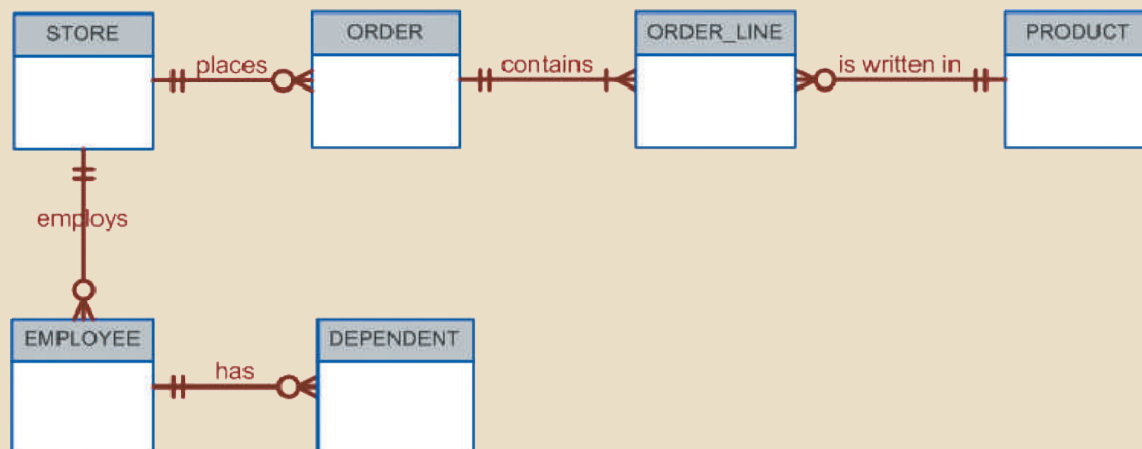 STORE
places
ORDER
contains
ORDER_LINE
is written in
PRODUCT
employs
EMPLOYEE
has
DEPENDENT